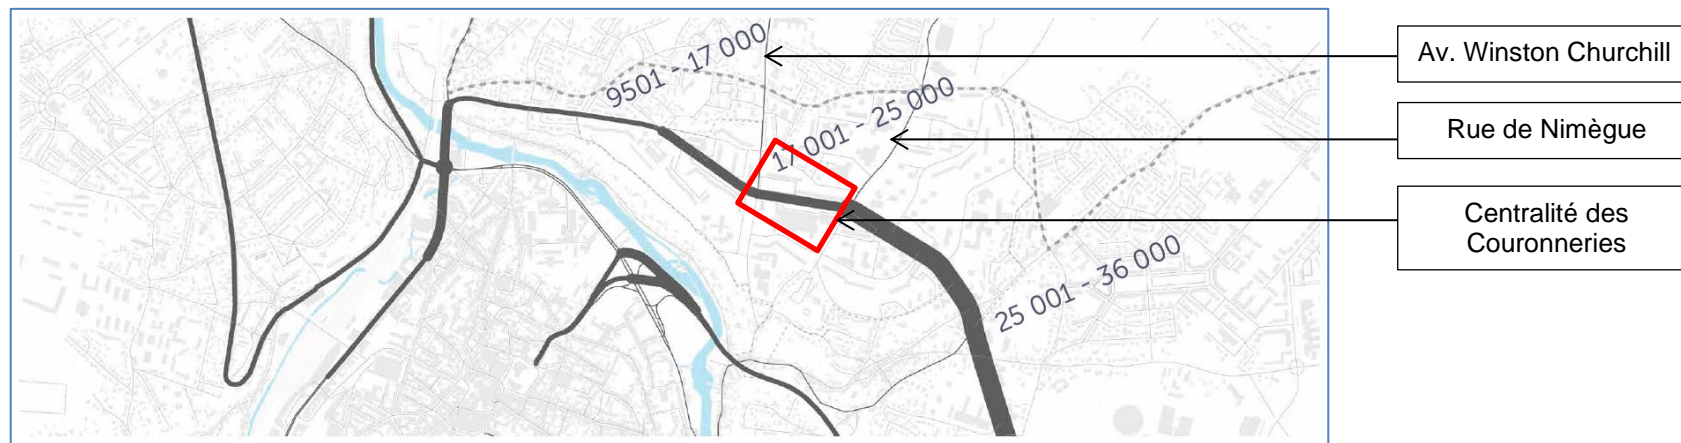 9501 - 17 000
17 001 - 25 000
25 001 - 36 000
Av. Winston Churchill
Rue de Nimègue
Centralité des
Couronneries